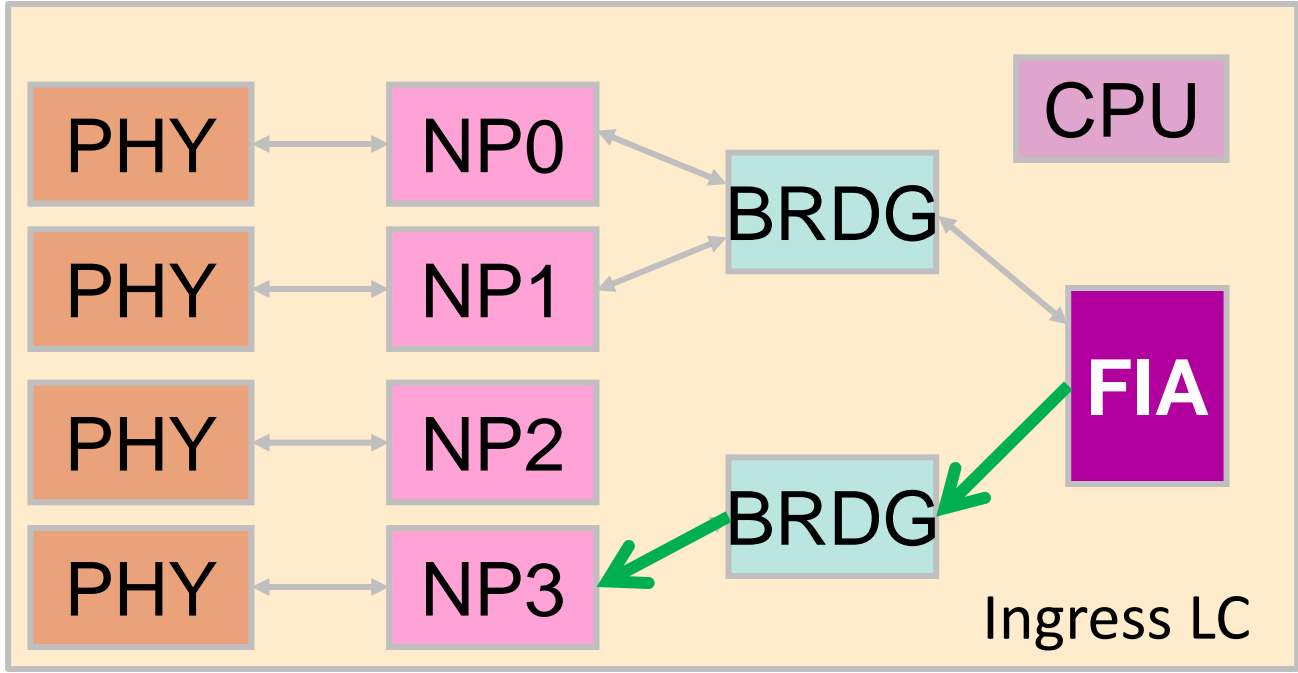 CPU
PHY
NP0
BRDG
PHY
NP1
FIA
PHY
NP2
BRDG
PHY
NP3
Ingress LC